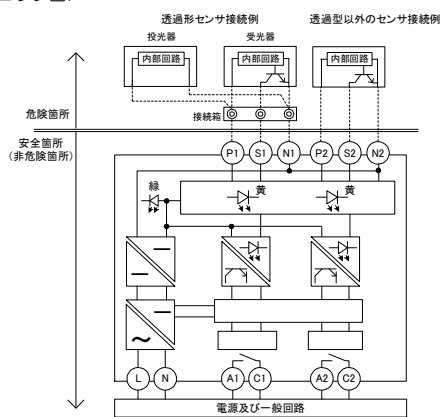 透過形センサ接続例
透過型以外のセンサ接続例
投光器
受光器
内部回路
内部回路
内部回路
接続箱
危険箇所
安全箇所
(非危険箇所)
P1
S1
N1
P2
S2
N2
緑
黄
黄
L
N
A1
C1
A2
C2
電源及び一般回路